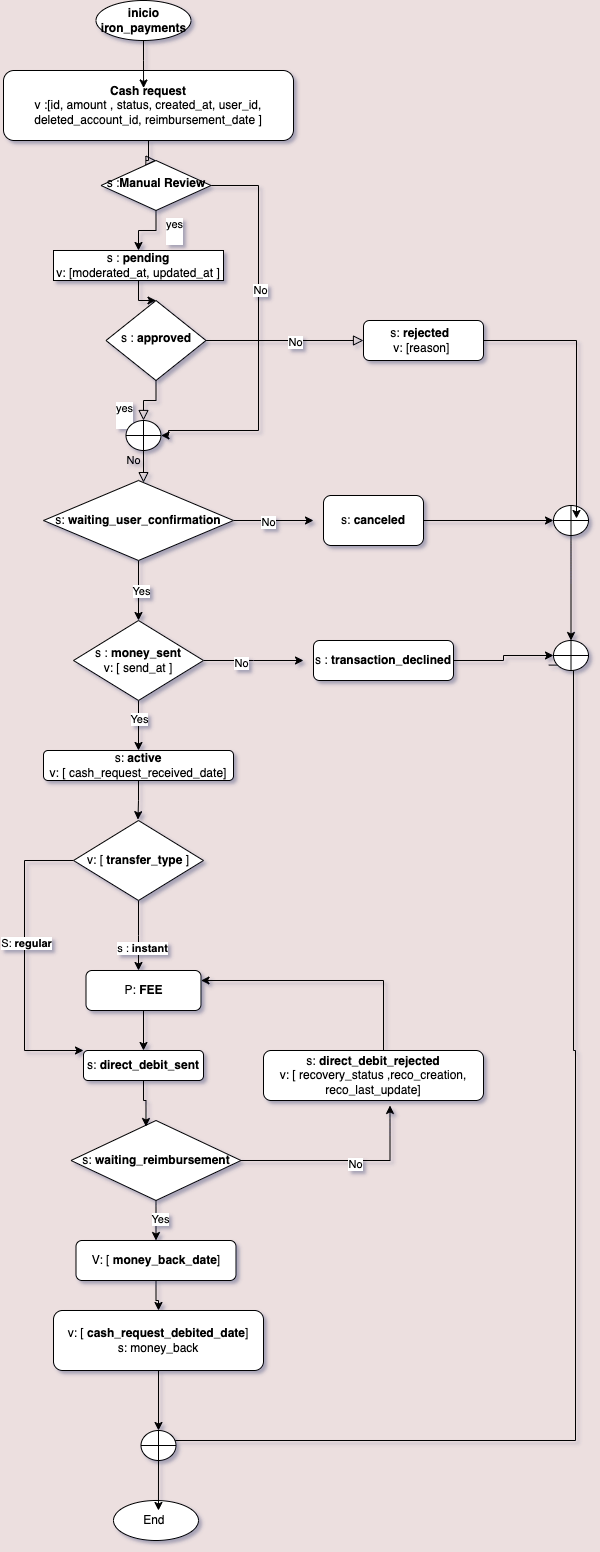 inicio
iron_payments
Cash request
v :[id, amount , status, created_at, user_id,
deleted_account_id, reimbursement_date ]
s :Manual Review
yes
s : pending
v: [moderated_at, updated_at ]
No
s : approved
No
s: rejected
v: [reason]
yes
No
s: waiting_user_confirmation
No
s: canceled
Yes
s : money_sent
v: [ send_at ]
No
s : transaction_declined
Yes
s: active
v: [ cash_request_received_date]
v: [ transfer_type ]
S: regular
s : instant
P: FEE
s: direct_debit_sent
s: direct_debit_rejected
v: [ recovery_status ,reco_creation,
reco_last_update]
s: waiting_reimbursement
No
Yes
V: [ money_back_date]
v: [ cash_request_debited_date]
s: money_back
End